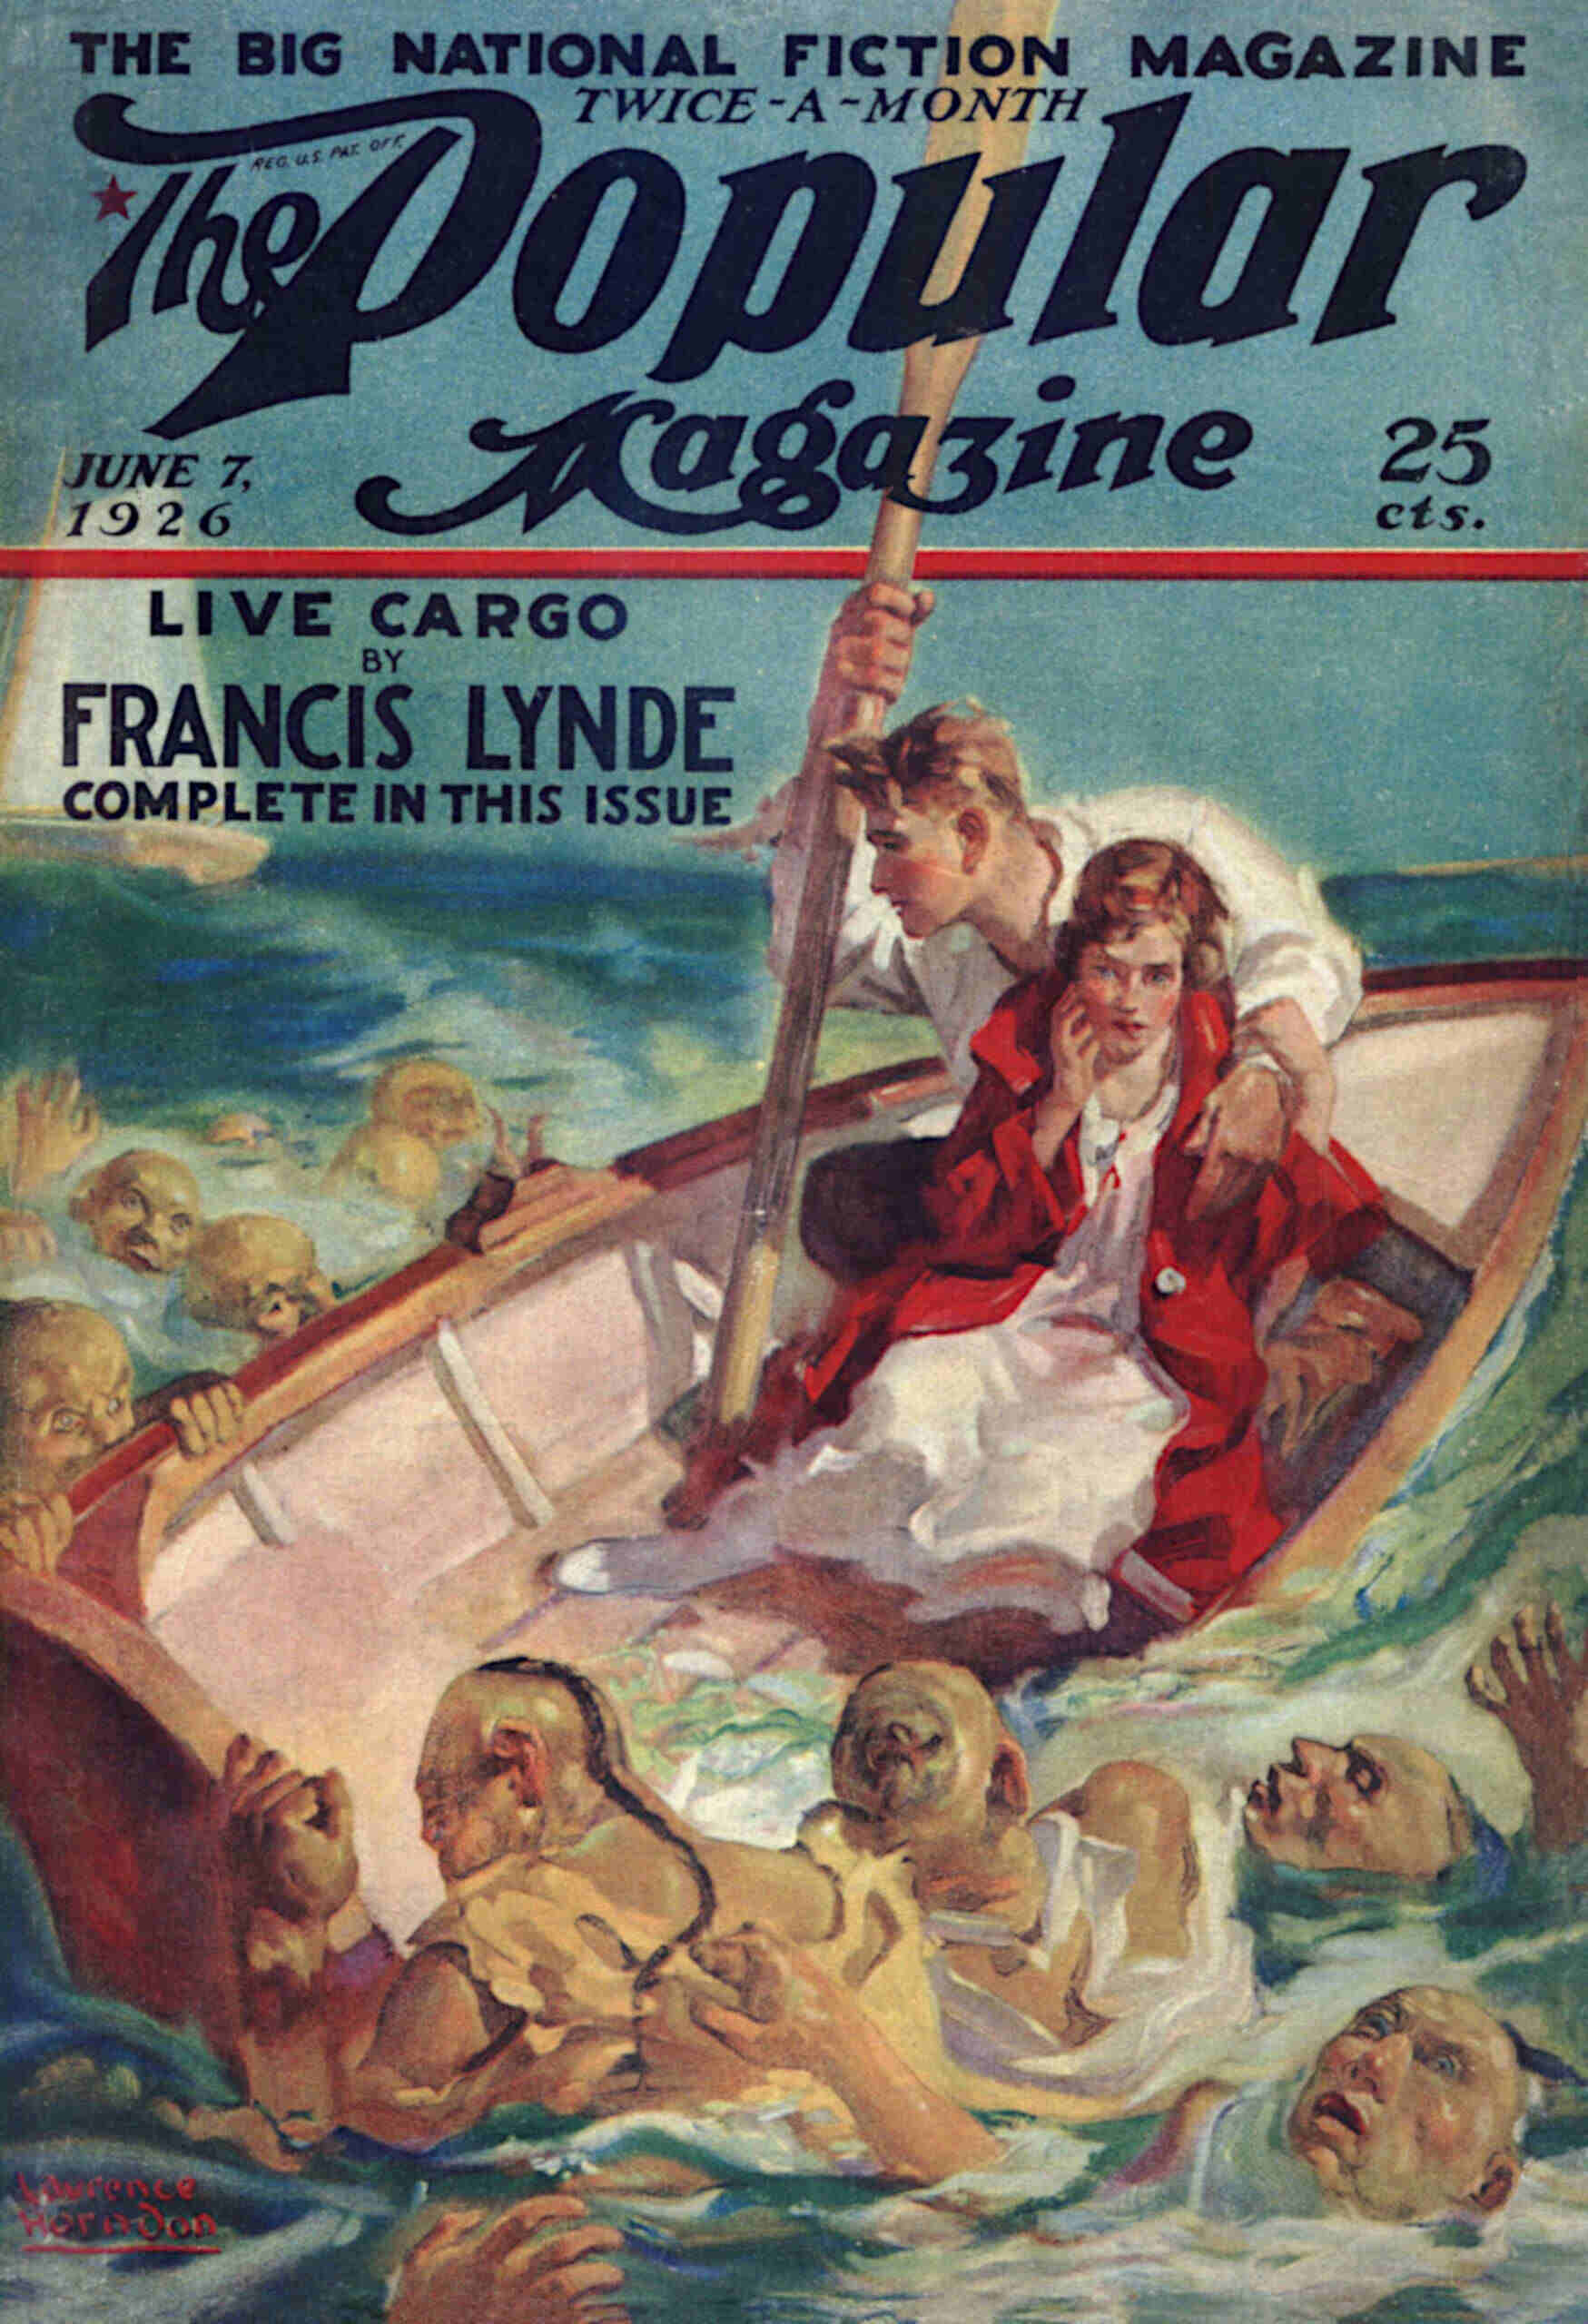 THE BIG NATIONAL FICTION MAGAZINE
TWICE-A-MONTH
REG. U.S. PAT. OFF.
The Popular
Magazine
JUNE 7,
1926
25
cts.
LIVE CARGO
BY
FRANCIS LYNDE
COMPLETE IN THIS ISSUE
Lawrence
Herndon